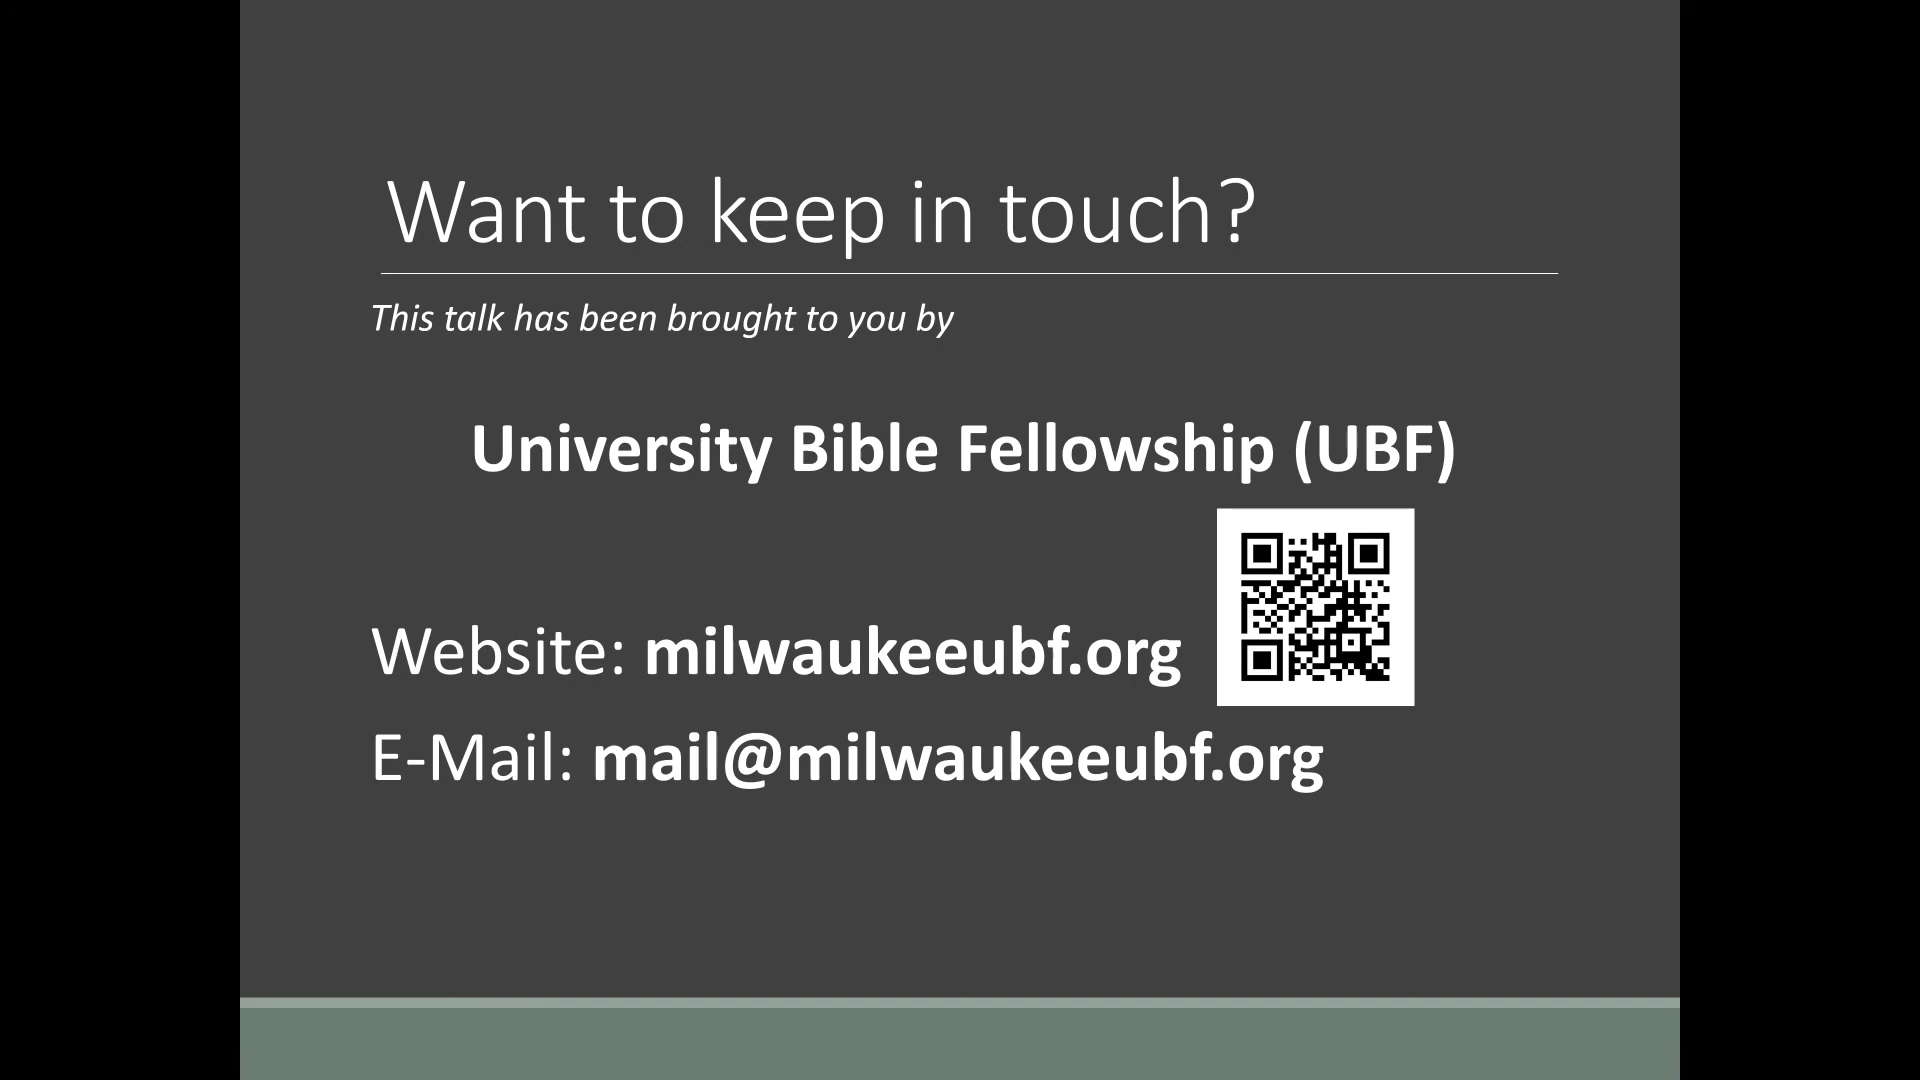 Want to keep in touch?
This talk has been brought to you by
University Bible Fellowship (UBF)
Website: milwaukeeubf.org
E-Mail: mail@milwaukeeubf.org